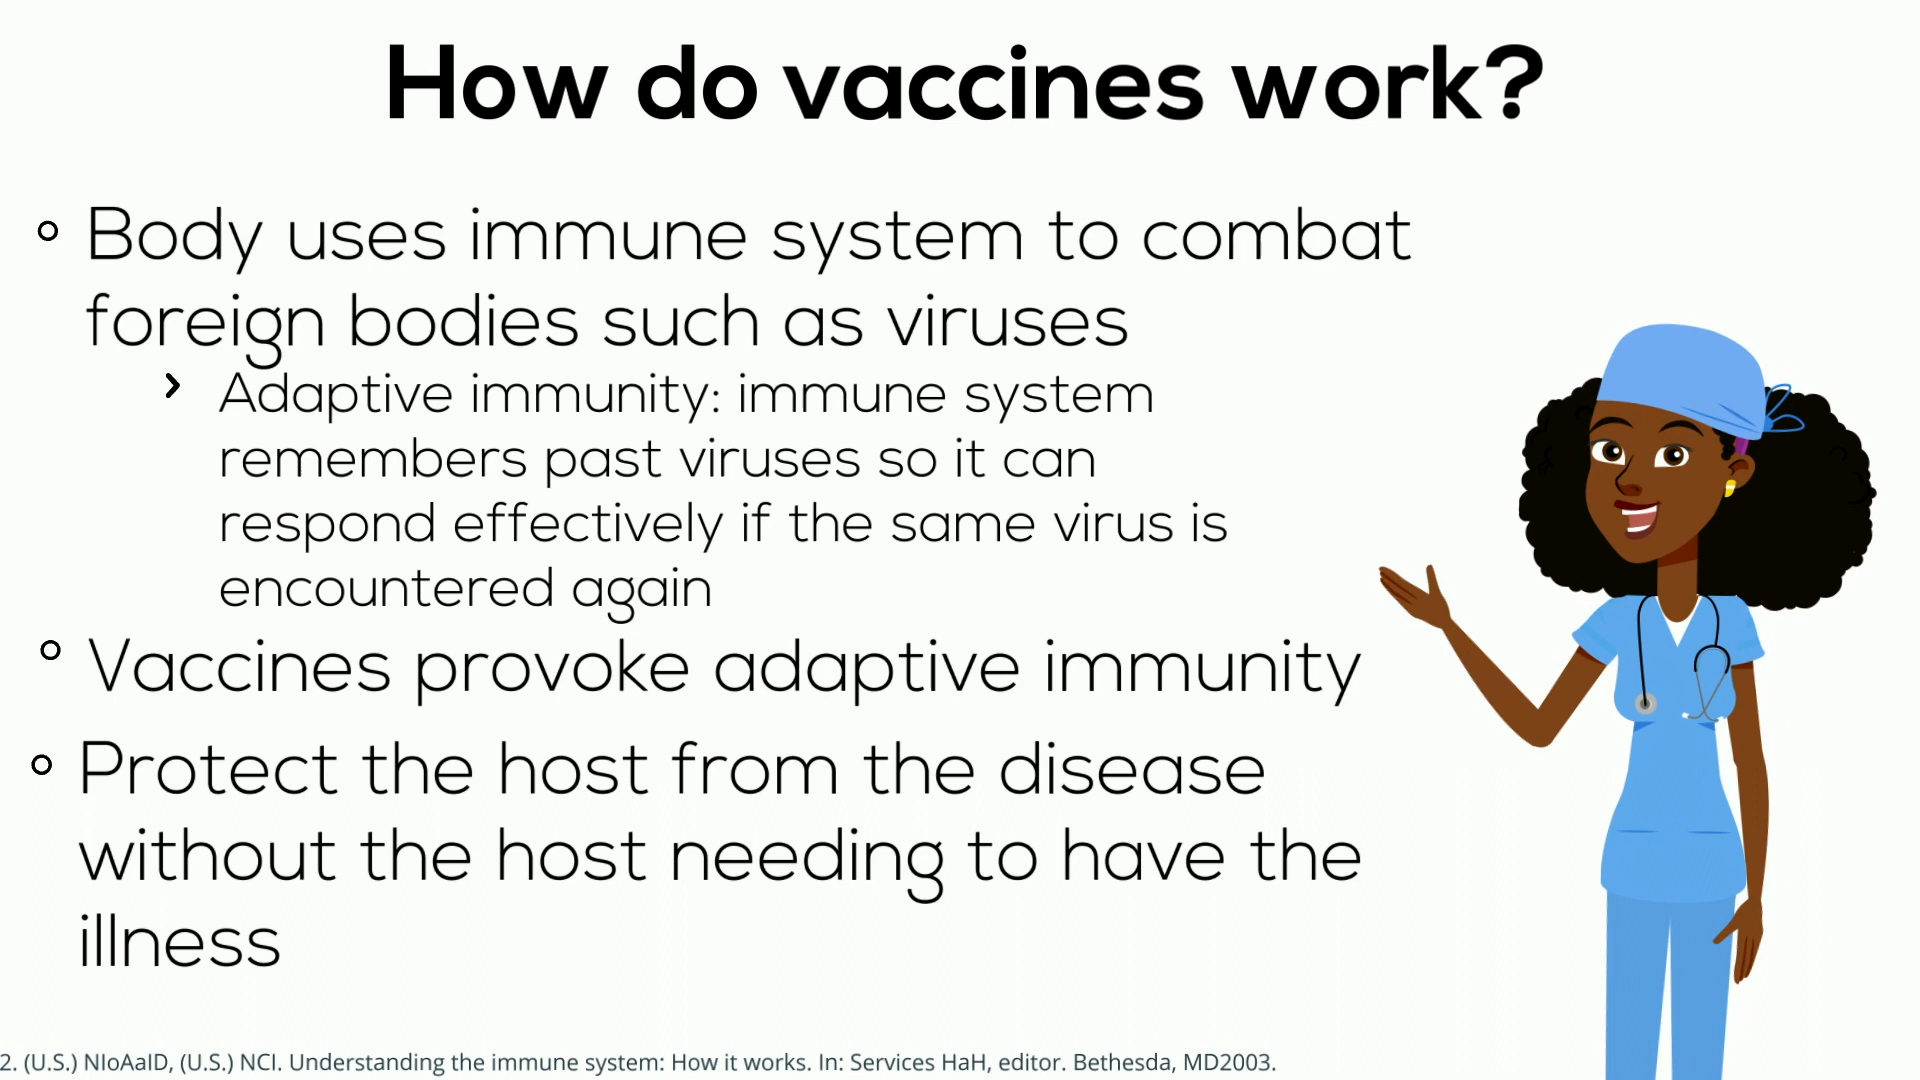 How do vaccines work?
Body uses immune system to combat
foreign bodies such as viruses
Adaptive immunity: immune system
remembers past viruses so it can
respond effectively if the same virus is
encountered again
Vaccines provoke adaptive immunity
Protect the host from the disease
without the host needing to have the
illness
2. (U.S.) NIoAaID, (U.S.) NCI. Understanding the immune system: How it works. In: Services HaH, editor. Bethesda, MD2003.